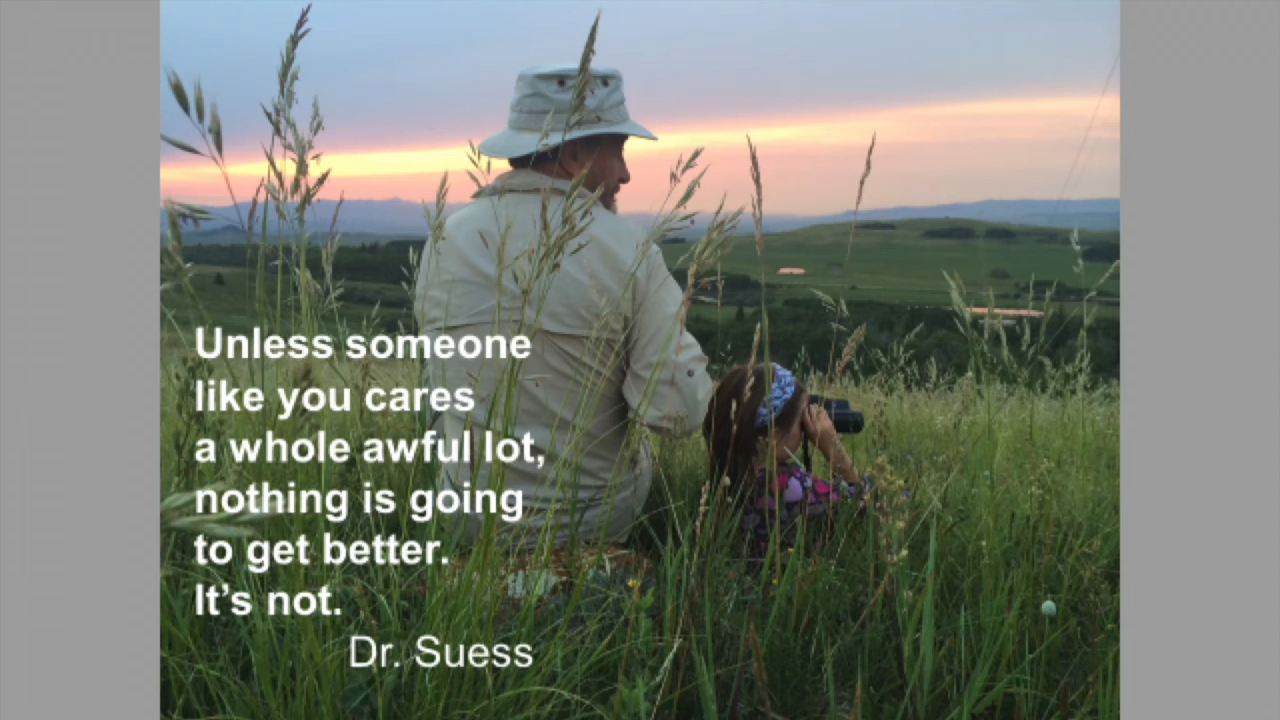 Unless someone
like you cares
a whole awful lot,
nothing is going
to get better.
It’s not.
Dr. Suess